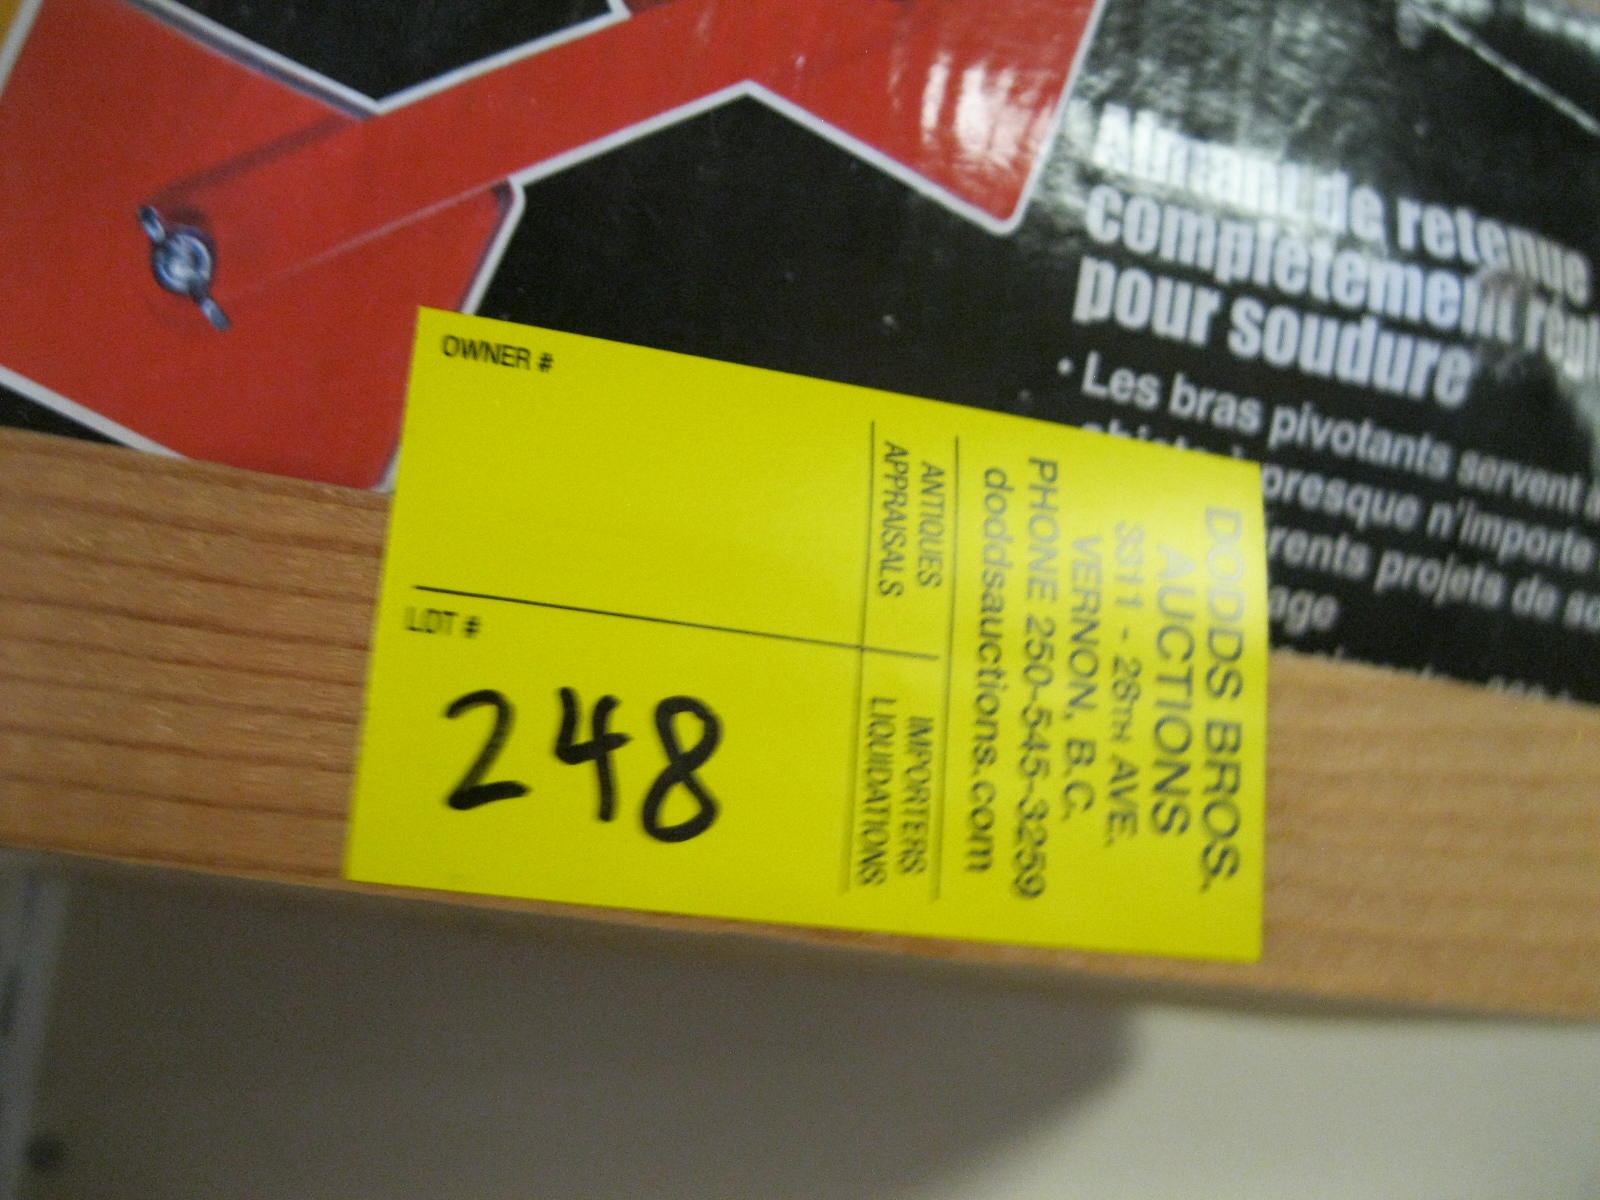 Aimant de retenue
complètement
pour soudure
• Les bras pivotants servent à
presque n'importe
projets de
OWNER #
LOT #
248
ANTIQUES
APPRAISALS
IMPORTERS
LIQUIDATIONS
DODDS BROS.
AUCTIONS
3311 - 28TH AVE.
VERNON, B.C.
PHONE 250-545-3259
doddsauctions.com